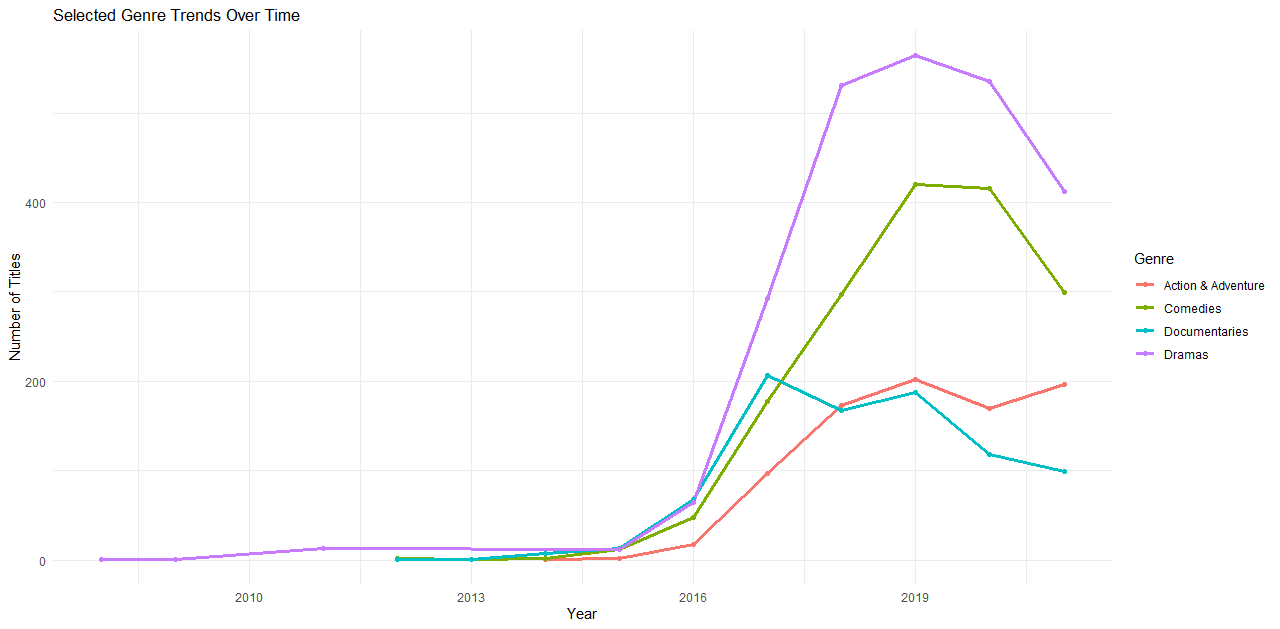 Selected Genre Trends Over Time
Number of Titles
400
200
0
2010
2013
2016
2019
Year
Genre
Action & Adventure
Comedies
Documentaries
Dramas